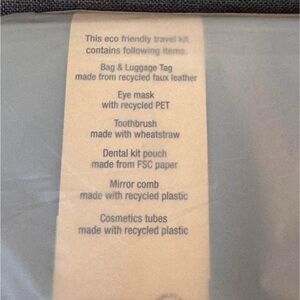 This eco friendly travel kit
contains following items.
Bag & Luggage Tag
made from recycled faux leather
Eye mask
with recycled PET
Toothbrush
made with wheatstraw
Dental kit pouch
made from FSC paper
Mirror comb
made with recycled plastic
Cosmetics tubes
made with recycled plastic